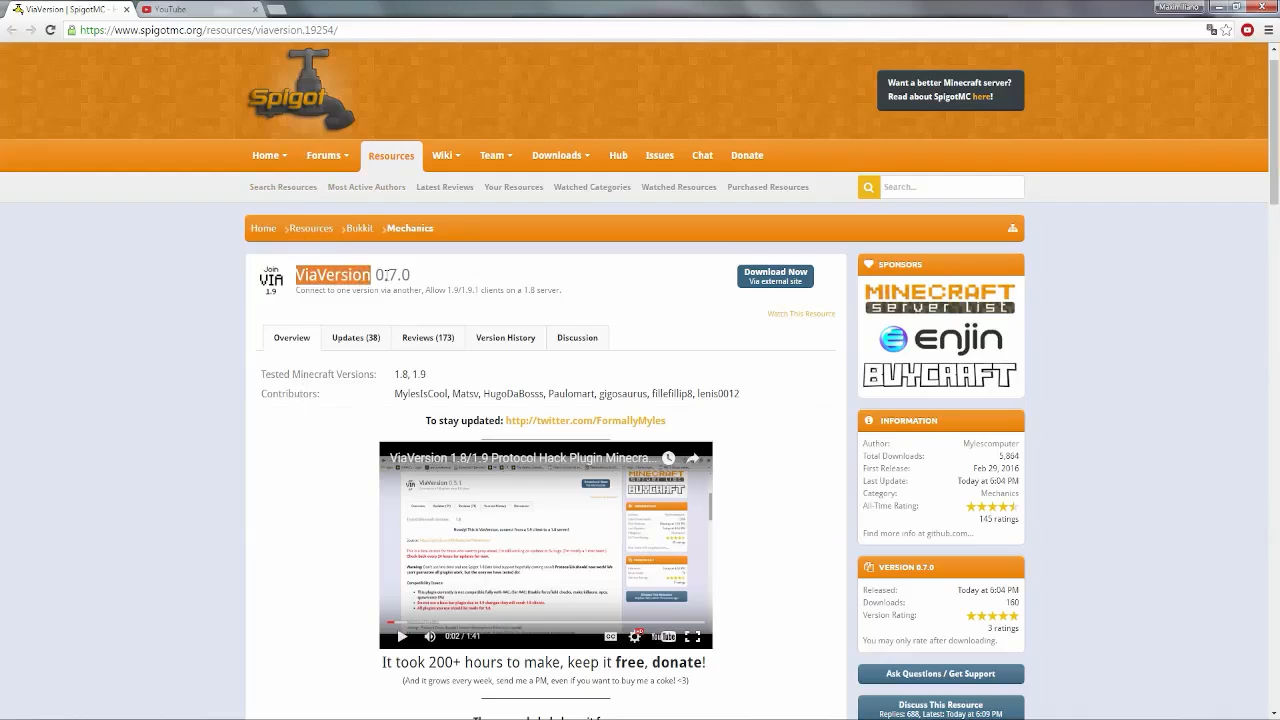 ViaVersion | SpigotMC - H
YouTube
Maximiliano
https://www.spigotmc.org/resources/viaversion.19254/
Spigot
Want a better Minecraft server?
Read about SpigotMC here!
Home Forums Resources Wiki Team Downloads Hub Issues Chat Donate
Search Resources Most Active Authors Latest Reviews Your Resources Watched Categories Watched Resources Purchased Resources
Search...
Home Resources Bukkit Mechanics
Join
VIA
1.9
ViaVersion 0.7.0
Connect to one version via another, Allow 1.9/1.9.1 clients on a 1.8 server.
Download Now
Via external site
Watch This Resource
Overview Updates (38) Reviews (173) Version History Discussion
Tested Minecraft Versions: 1.8, 1.9
Contributors: MylesIsCool, Matsv, HugoDaBosss, Paulomart, gigosaurus, fillefillip8, lenis0012
To stay updated: http://twitter.com/FormallyMyles
ViaVersion 1.8/1.9 Protocol Hack Plugin Minecra...
ViaVersion 0.5.1
0:02 / 1:41
CC
HD
YouTube
It took 200+ hours to make, keep it free, donate!
(And it grows every week, send me a PM, even if you want to buy me a coke! <3)
SPONSORS
MINECRAFT
server list
enjin
BUYCRAFT
INFORMATION
Author: Mylescomputer
Total Downloads: 5,864
First Release: Feb 29, 2016
Last Update: Today at 6:04 PM
Category: Mechanics
All-Time Rating:
145 ratings
Find more info at github.com...
VERSION 0.7.0
Released: Today at 6:04 PM
Downloads: 160
Version Rating:
3 ratings
You may only rate after downloading.
Ask Questions / Get Support
Discuss This Resource
Replies: 688, Latest: Today at 6:09 PM